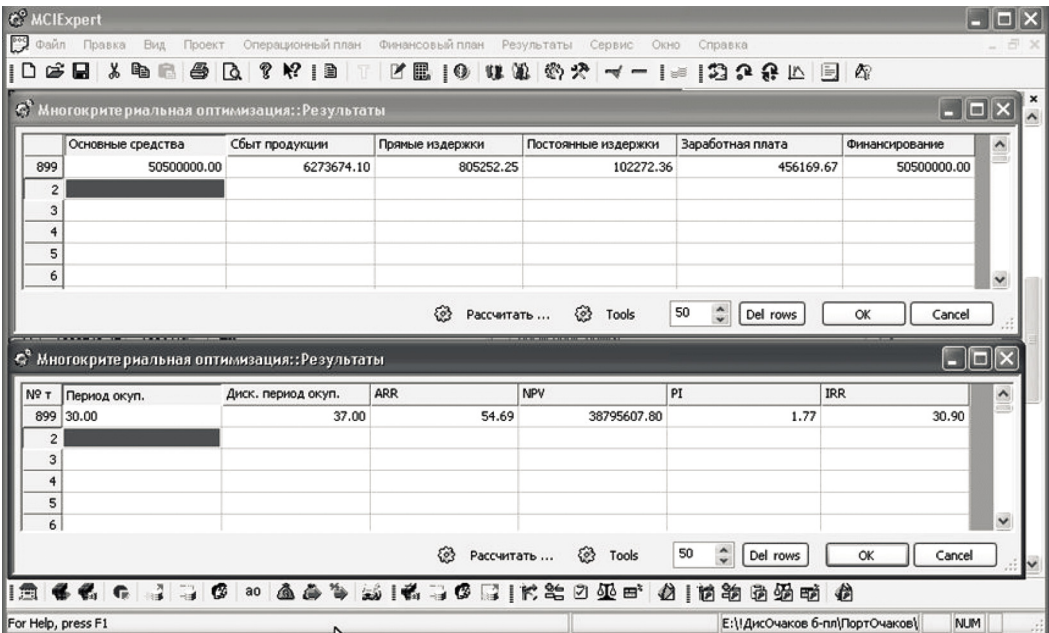 MCIExpert
Файл Правка Вид Проект Операционный план Финансовый план Результаты Сервис Окно Справка
Многокритериальная оптимизация::Результаты
Основные средства Сбыт продукции Прямые издержки Постоянные издержки Заработная плата Финансирование
899 50500000.00 6273674.10 805252.25 102272.36 456169.67 50500000.00
2
3
4
5
6
Рассчитать ... Tools 50 Del rows OK Cancel
Многокритериальная оптимизация::Результаты
№ т Период окуп. Диск. период окуп. ARR NPV PI IRR
899 30.00 37.00 54.69 38795607.80 1.77 30.90
2
3
4
5
6
Рассчитать ... Tools 50 Del rows OK Cancel
For Help, press F1 E:\!ДисОчаков б-пл\ПортОчаков\ NUM